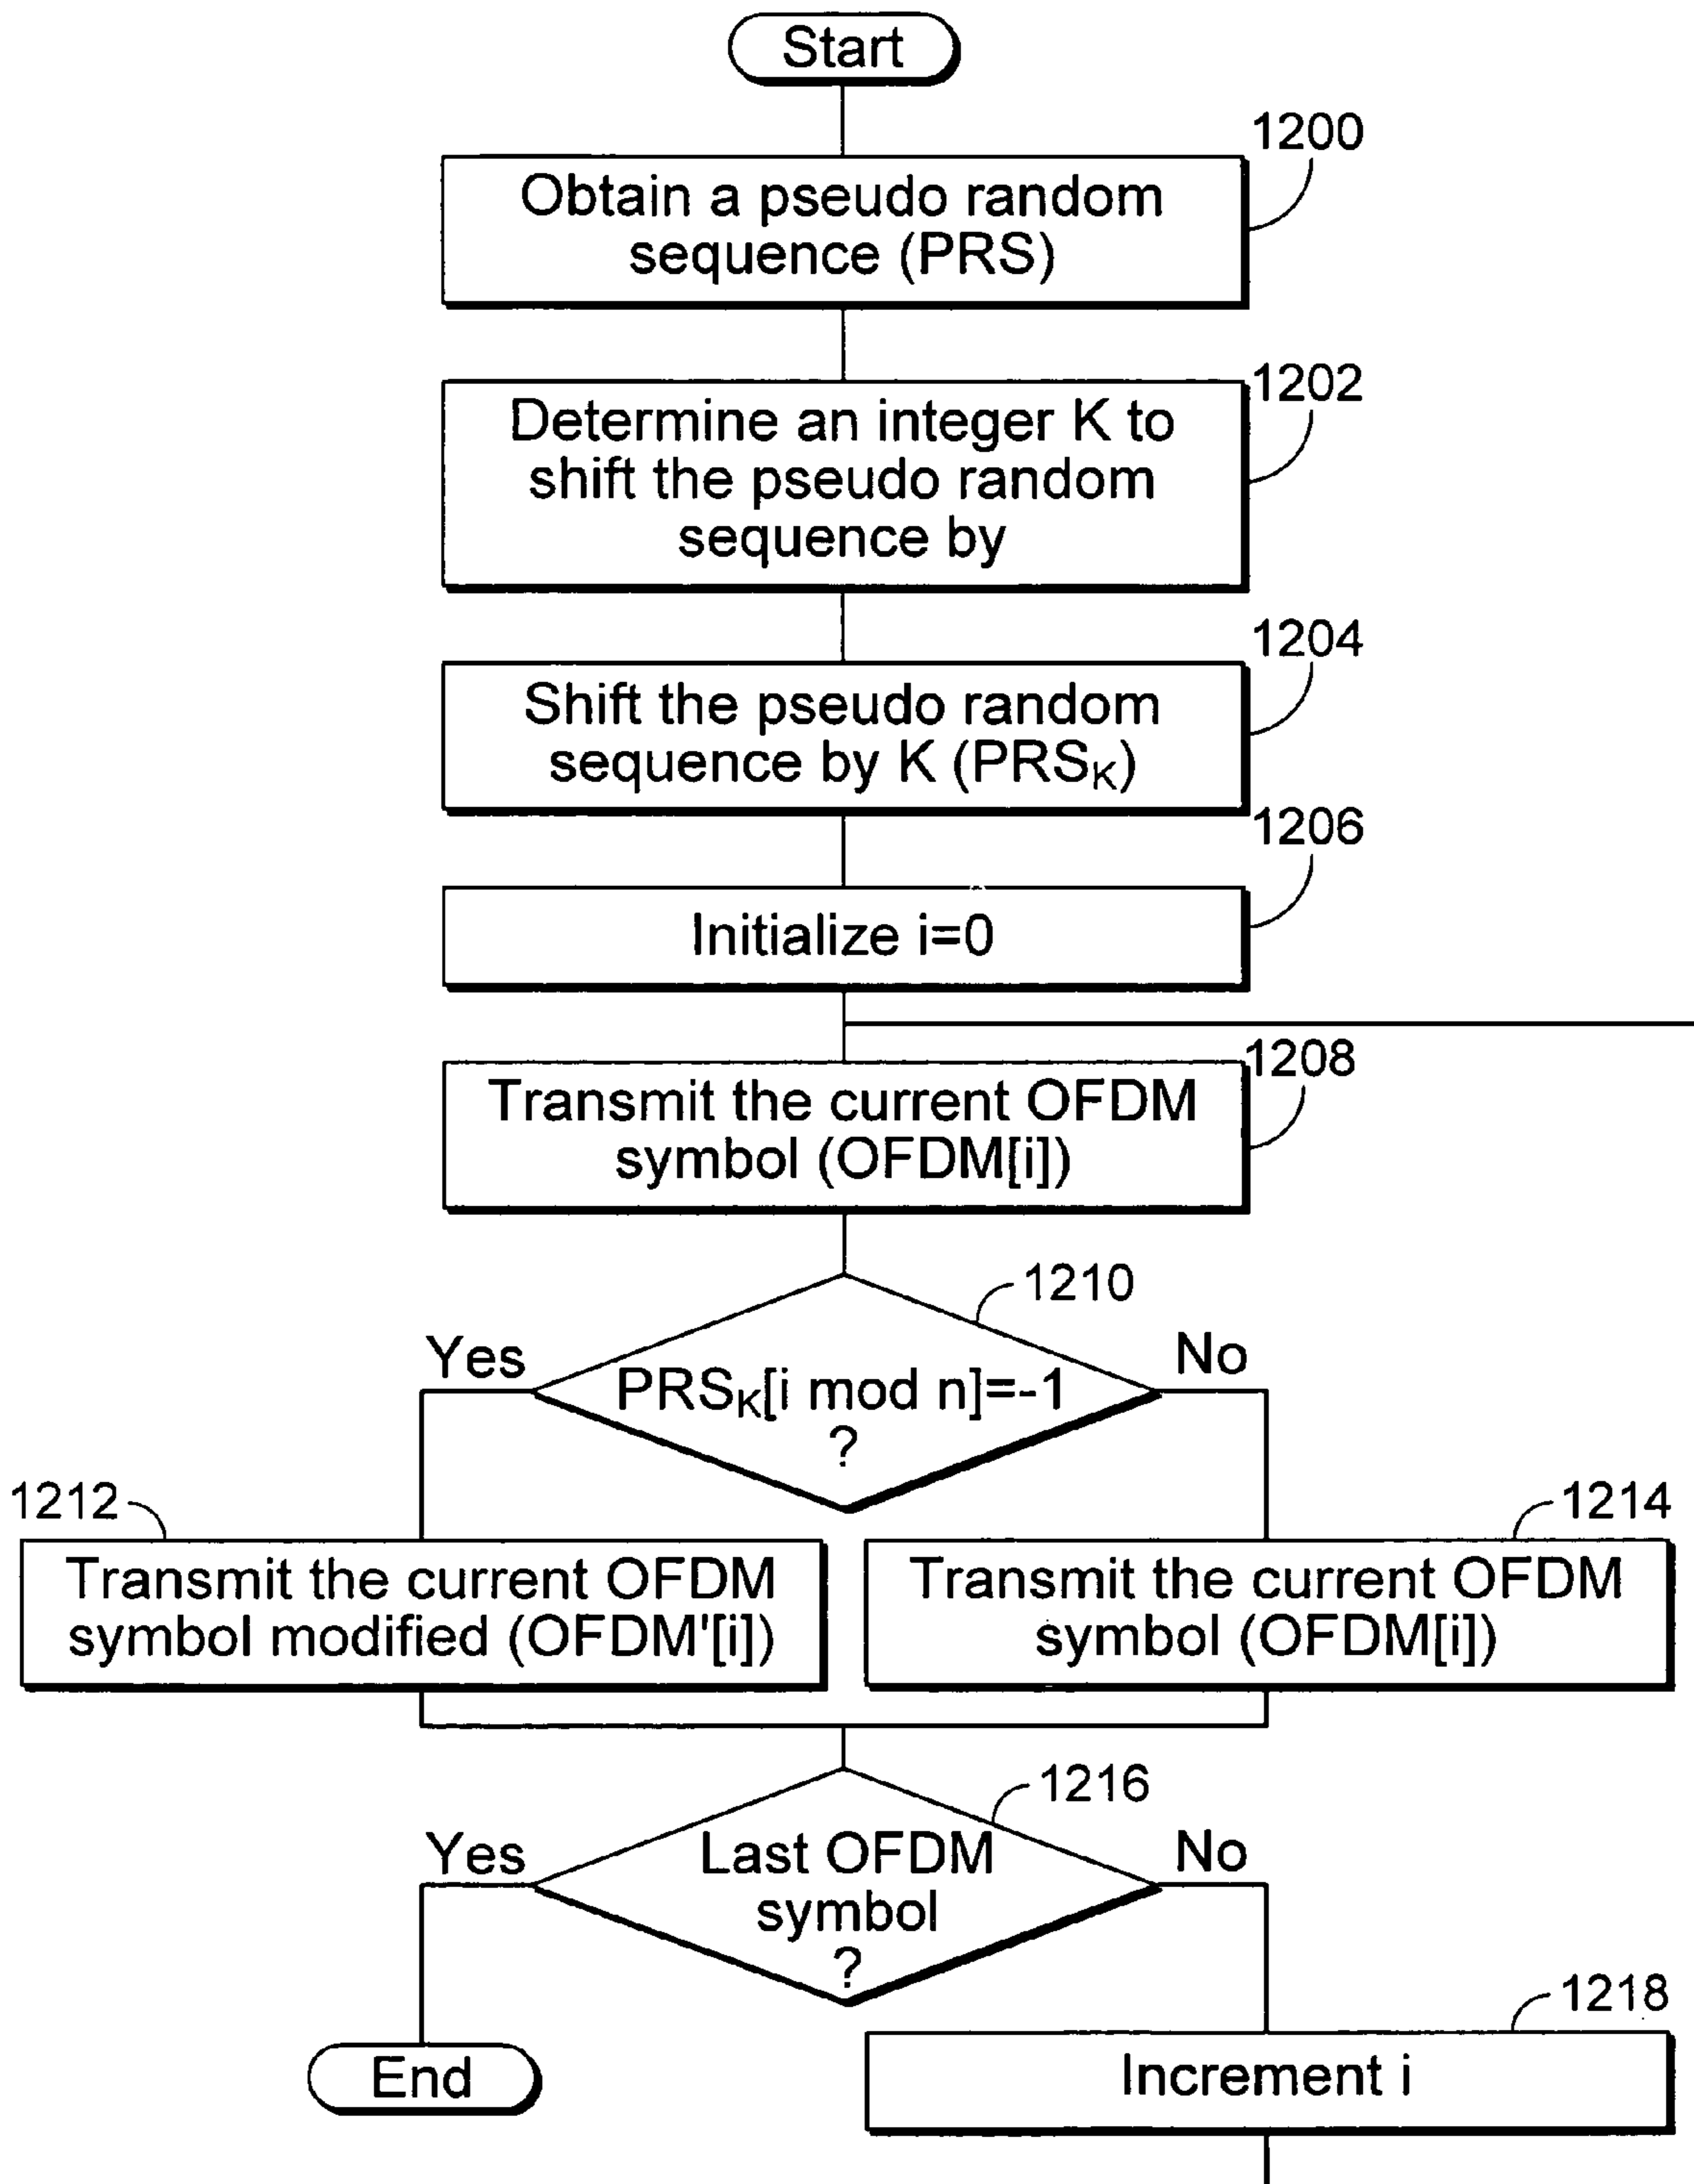 Start
1200
Obtain a pseudo random
sequence (PRS)
1202
Determine an integer K to
shift the pseudo random
sequence by
1204
Shift the pseudo random
sequence by K (PRSK)
1206
Initialize i=0
1208
Transmit the current OFDM
symbol (OFDM[i])
1210
Yes
No
PRSK[i mod n]=-1
?
1212
1214
Transmit the current OFDM
symbol modified (OFDM'[i])
Transmit the current OFDM
symbol (OFDM[i])
1216
Yes
No
Last OFDM
symbol
?
1218
End
Increment i